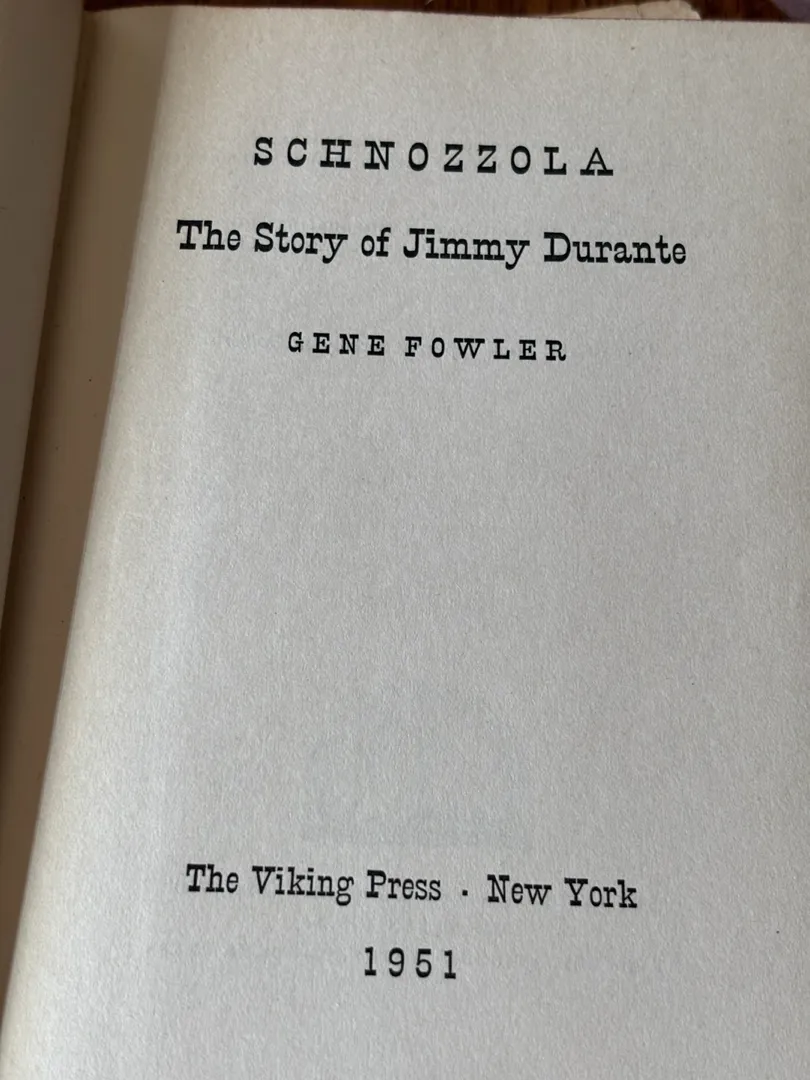 SCHNOZZOLA
The Story of Jimmy Durante
GENE FOWLER
The Viking Press · New York
1951